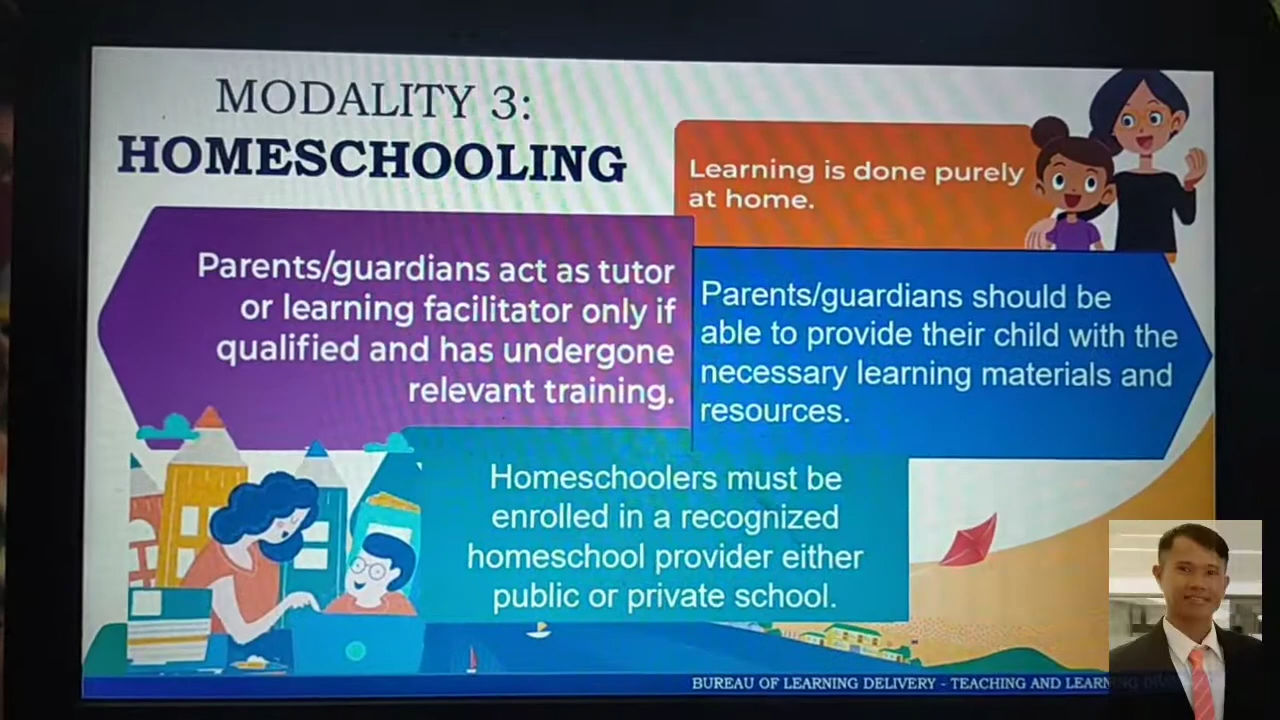 MODALITY 3:
HOMESCHOOLING
Learning is done purely
at home.
Parents/guardians act as tutor
or learning facilitator only if
qualified and has undergone
relevant training.
Parents/guardians should be
able to provide their child with the
necessary learning materials and
resources.
Homeschoolers must be
enrolled in a recognized
homeschool provider either
public or private school.
BUREAU OF LEARNING DELIVERY - TEACHING AND